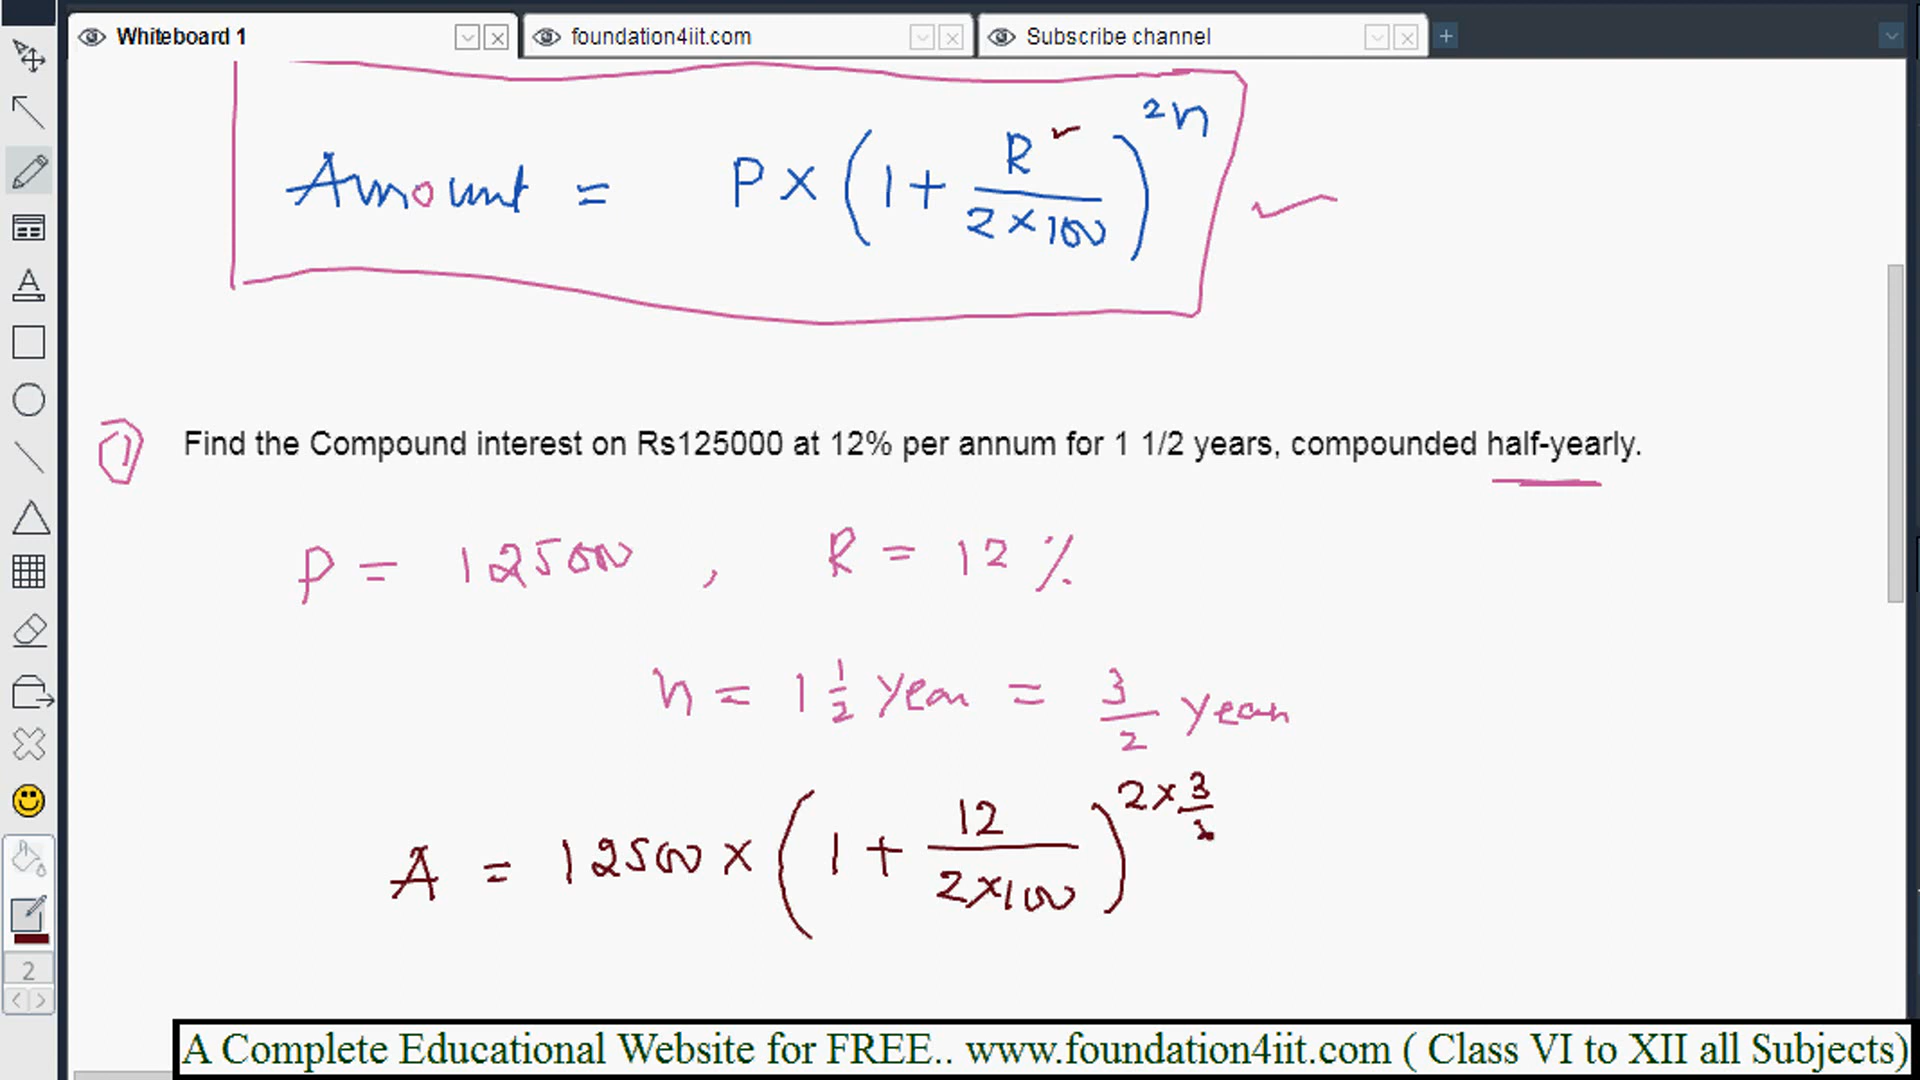 Whiteboard 1 foundation4iit.com Subscribe channel
Amount = P × (1 + R / 2 × 100)^2n
① Find the Compound interest on Rs125000 at 12% per annum for 1 1/2 years, compounded half-yearly.
P = 125000 , R = 12 %
n = 1 1/2 year = 3/2 year
A = 12500 × (1 + 12 / 2 × 100)^2 × 3/2
2
A Complete Educational Website for FREE.. www.foundation4iit.com ( Class VI to XII all Subjects)